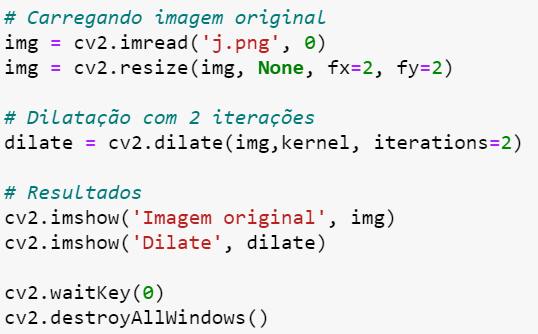 # Carregando imagem original
img = cv2.imread('j.png', 0)
img = cv2.resize(img, None, fx=2, fy=2)
# Dilatação com 2 iterações
dilate = cv2.dilate(img,kernel, iterations=2)
# Resultados
cv2.imshow('Imagem original', img)
cv2.imshow('Dilate', dilate)
cv2.waitKey(0)
cv2.destroyAllWindows()